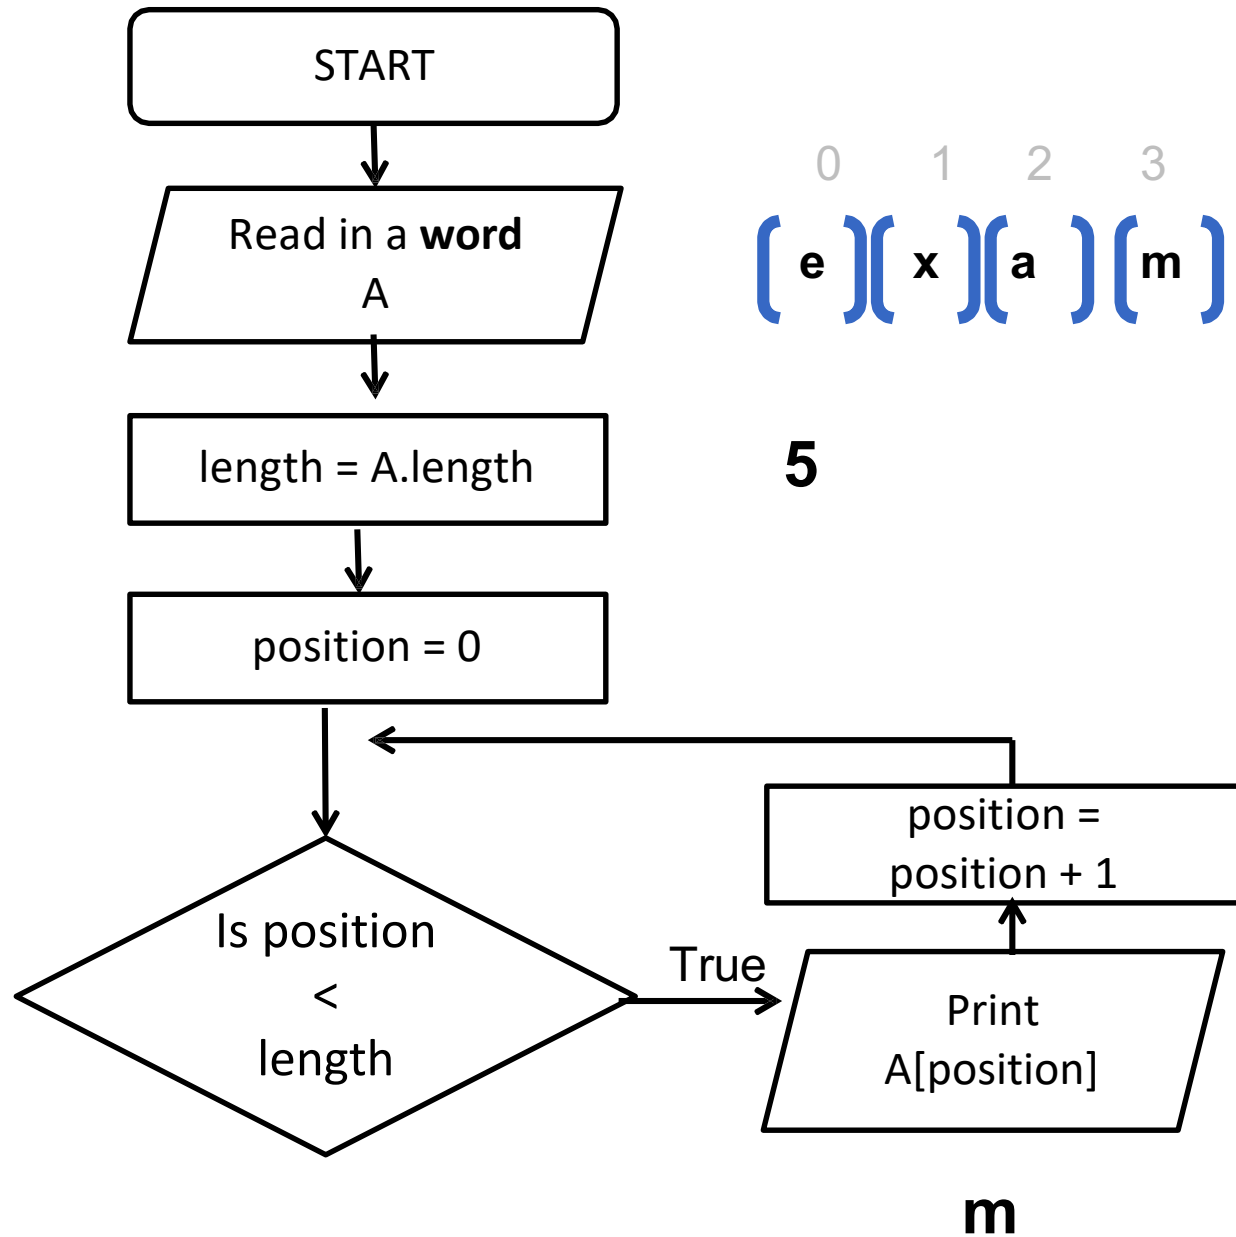 START
0 1 2 3
Read in a word
A
( e ) ( x ) ( a ) ( m )
length = A.length
5
position = 0
position =
position + 1
Is position
<
length
True
Print
A[position]
m